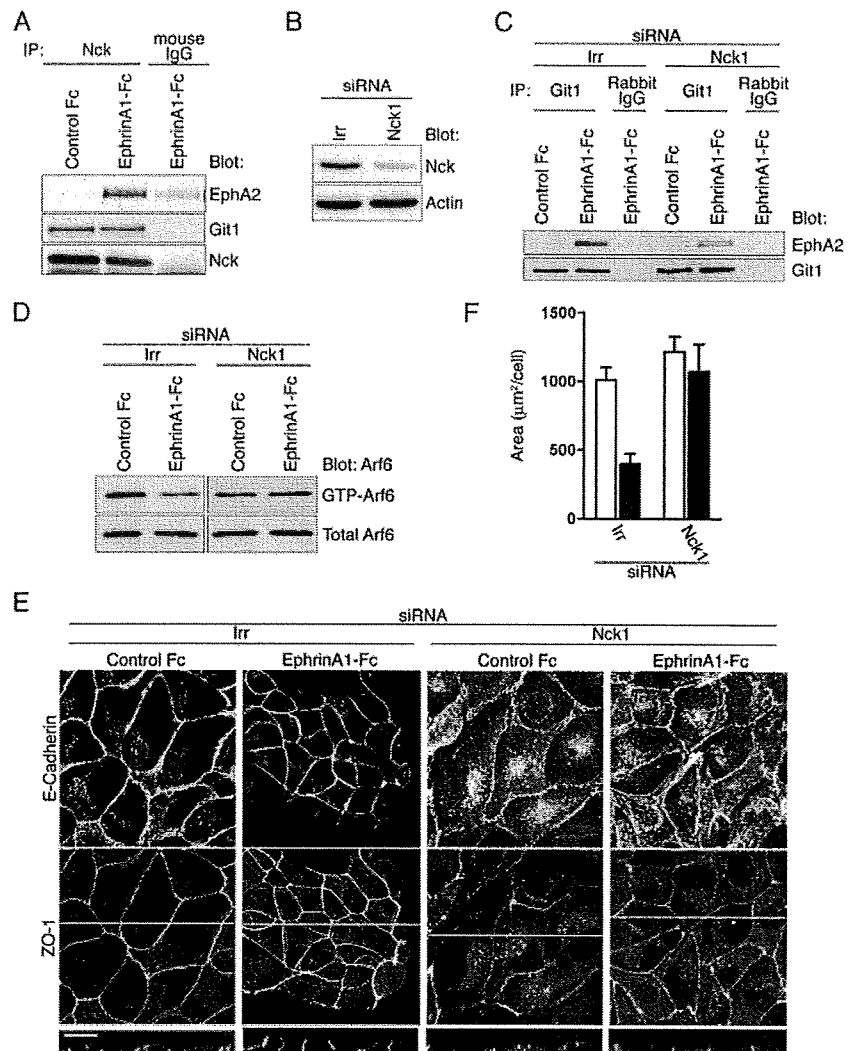 A
IP: Nck mouse IgG
Control Fc
EphrinA1-Fc
EphrinA1-Fc
Blot:
EphA2
Git1
Nck
B
siRNA
Irr
Nck1
Blot:
Nck
Actin
C
siRNA
Irr Nck1
IP: Git1 Rabbit IgG Git1 Rabbit IgG
Control Fc
EphrinA1-Fc
EphrinA1-Fc
Control Fc
EphrinA1-Fc
EphrinA1-Fc
Blot:
EphA2
Git1
D
siRNA
Irr Nck1
Control Fc
EphrinA1-Fc
Control Fc
EphrinA1-Fc
Blot: Arf6
GTP-Arf6
Total Arf6
F
Area (µm²/cell)
1500
1000
500
0
Irr
Nck1
siRNA
E
siRNA
Irr Nck1
Control Fc EphrinA1-Fc Control Fc EphrinA1-Fc
E-Cadherin
ZO-1